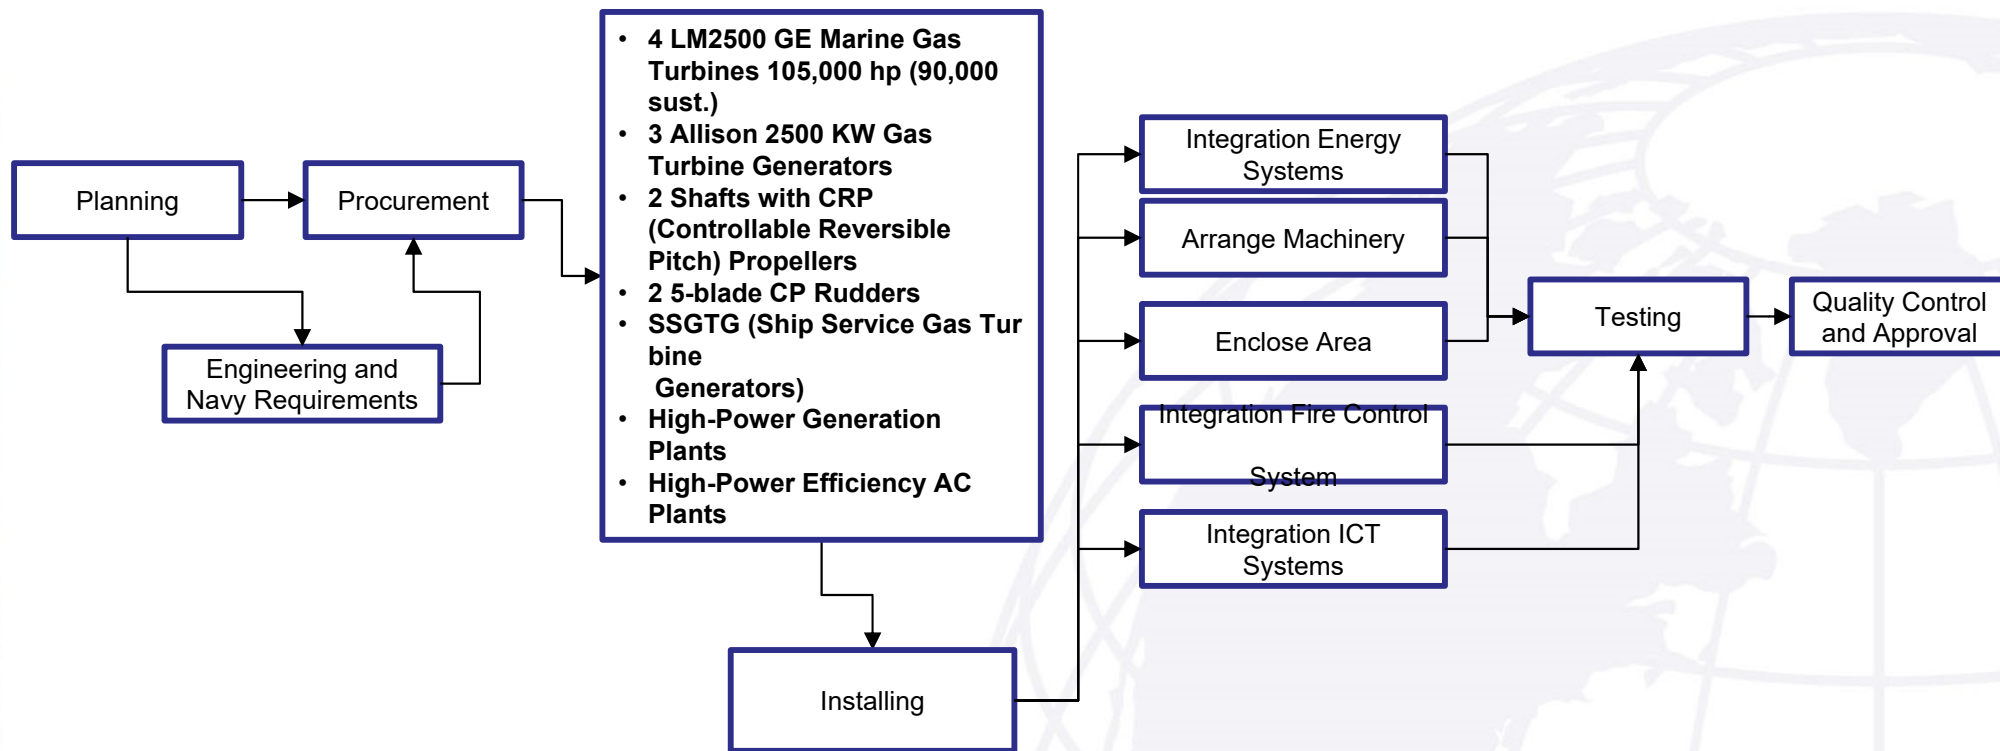 Planning
Procurement
Engineering and
Navy Requirements
• 4 LM2500 GE Marine Gas
Turbines 105,000 hp (90,000
sust.)
• 3 Allison 2500 KW Gas
Turbine Generators
• 2 Shafts with CRP
(Controllable Reversible
Pitch) Propellers
• 2 5-blade CP Rudders
• SSGTG (Ship Service Gas Tur
bine
Generators)
• High-Power Generation
Plants
• High-Power Efficiency AC
Plants
Installing
Integration Energy
Systems
Arrange Machinery
Enclose Area
Integration Fire Control
System
Integration ICT
Systems
Testing
Quality Control
and Approval